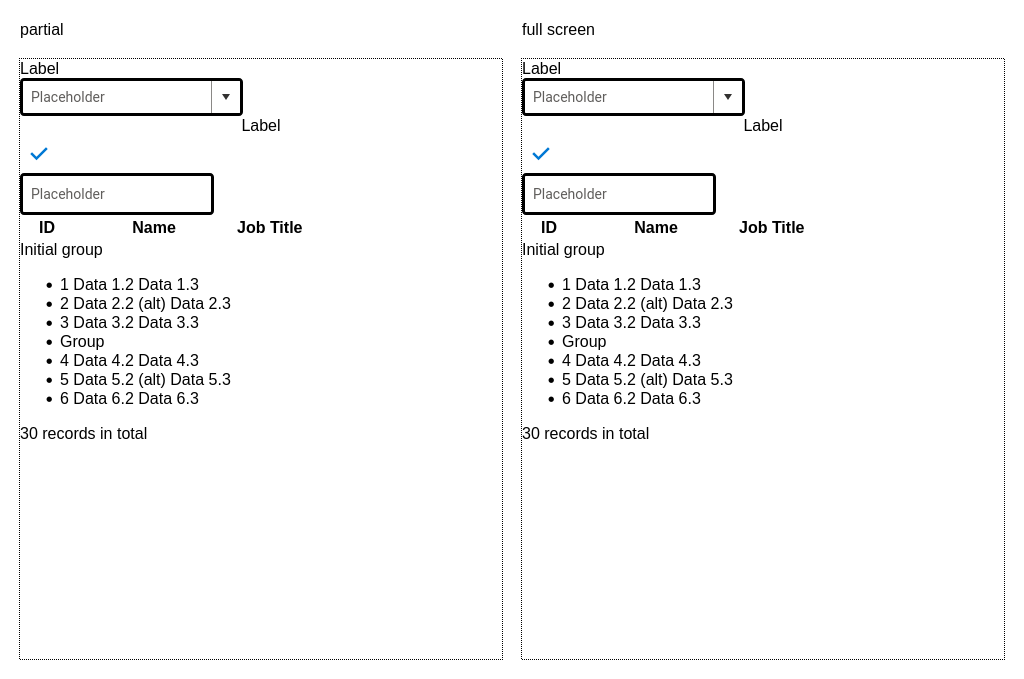 partial
Label
Placeholder
Label
Placeholder
ID Name Job Title
Initial group
1 Data 1.2 Data 1.3
2 Data 2.2 (alt) Data 2.3
3 Data 3.2 Data 3.3
Group
4 Data 4.2 Data 4.3
5 Data 5.2 (alt) Data 5.3
6 Data 6.2 Data 6.3
30 records in total
full screen
Label
Placeholder
Label
Placeholder
ID Name Job Title
Initial group
1 Data 1.2 Data 1.3
2 Data 2.2 (alt) Data 2.3
3 Data 3.2 Data 3.3
Group
4 Data 4.2 Data 4.3
5 Data 5.2 (alt) Data 5.3
6 Data 6.2 Data 6.3
30 records in total